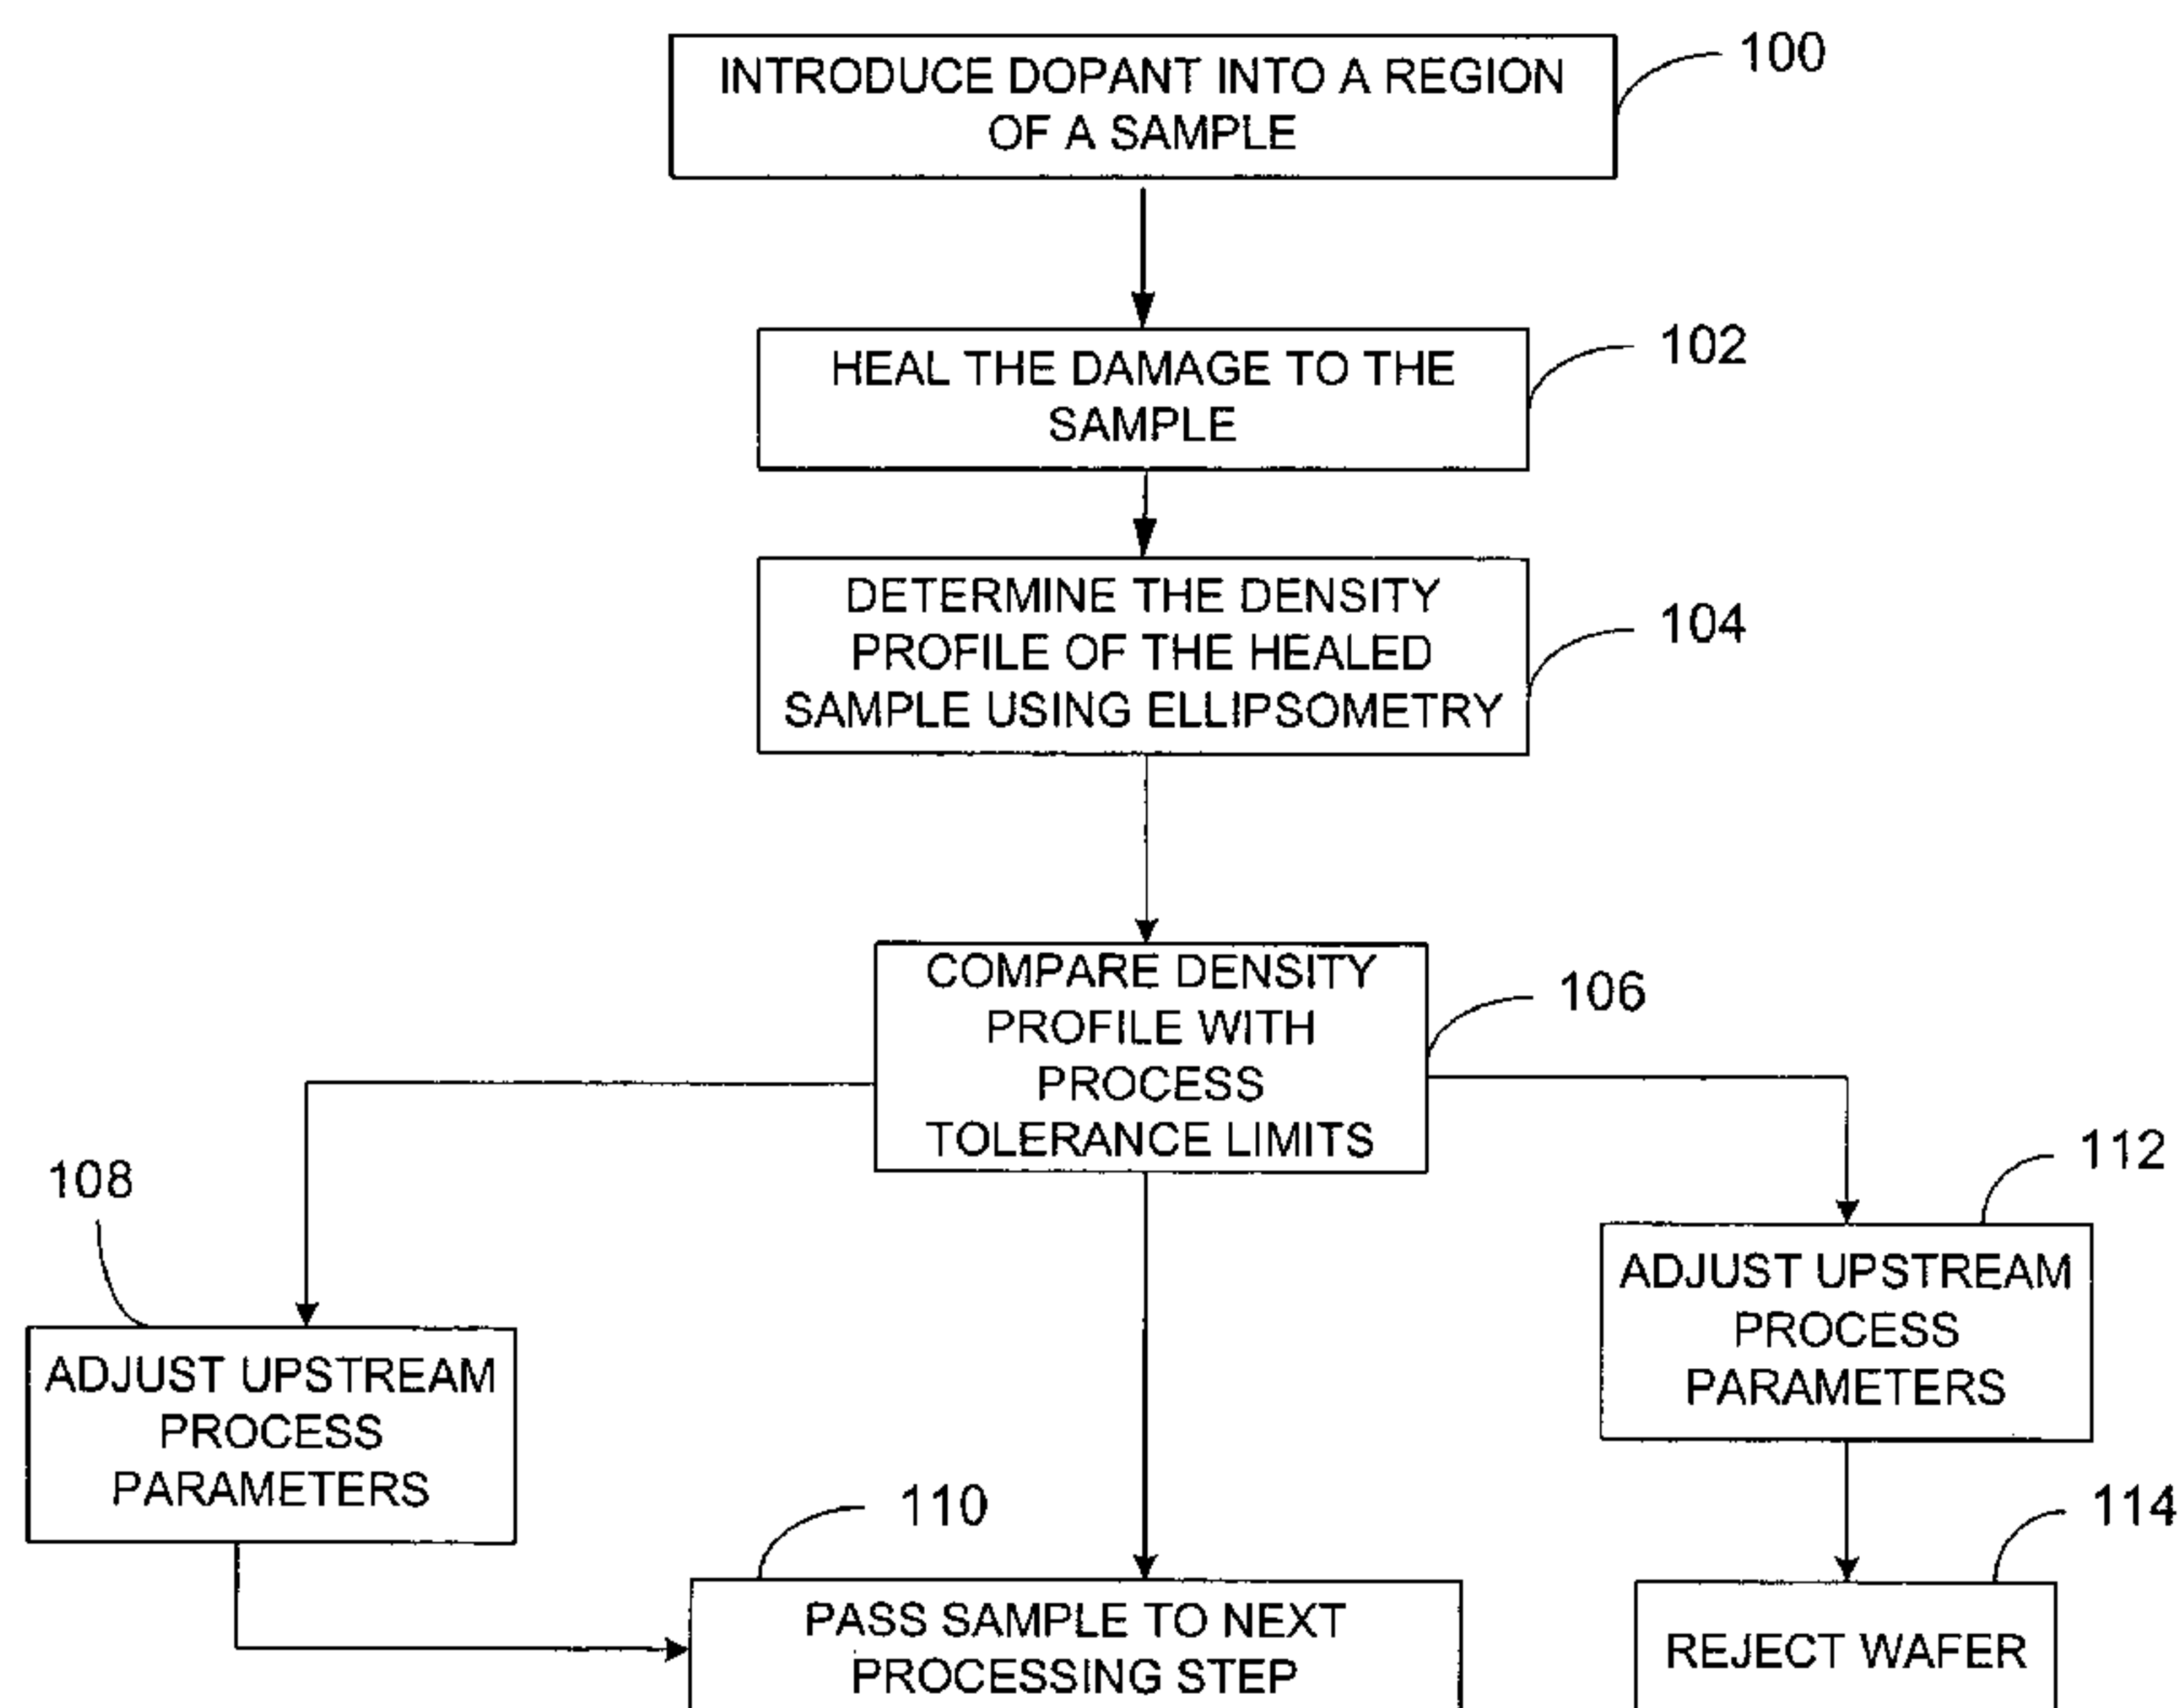 INTRODUCE DOPANT INTO A REGION
OF A SAMPLE
100
HEAL THE DAMAGE TO THE
SAMPLE
102
DETERMINE THE DENSITY
PROFILE OF THE HEALED
SAMPLE USING ELLIPSOMETRY
104
COMPARE DENSITY
PROFILE WITH
PROCESS
TOLERANCE LIMITS
106
108
ADJUST UPSTREAM
PROCESS
PARAMETERS
112
ADJUST UPSTREAM
PROCESS
PARAMETERS
110
PASS SAMPLE TO NEXT
PROCESSING STEP
114
REJECT WAFER